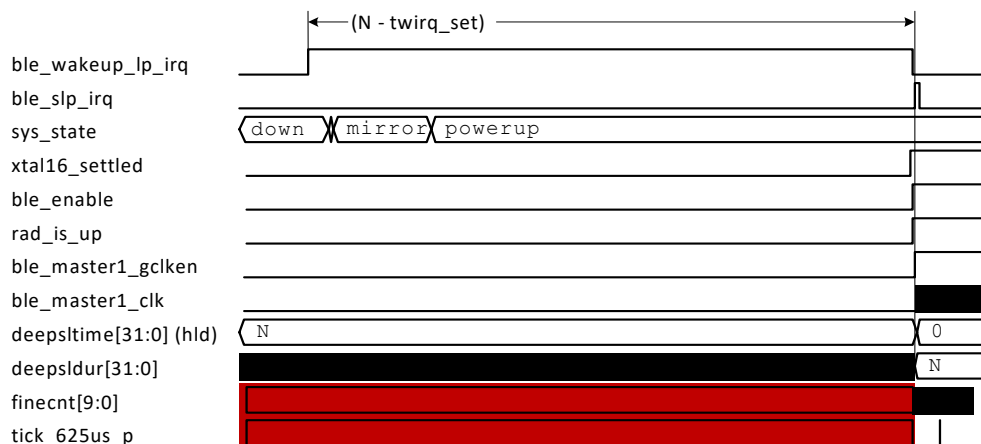 (N - twirq_set)
ble_wakeup_lp_irq
ble_slp_irq
sys_state down mirror powerup
xtal16_settled
ble_enable
rad_is_up
ble_master1_gclken
ble_master1_clk
deepsltime[31:0] (hld) N 0
deepsldur[31:0] N
finecnt[9:0]
tick_625us_p